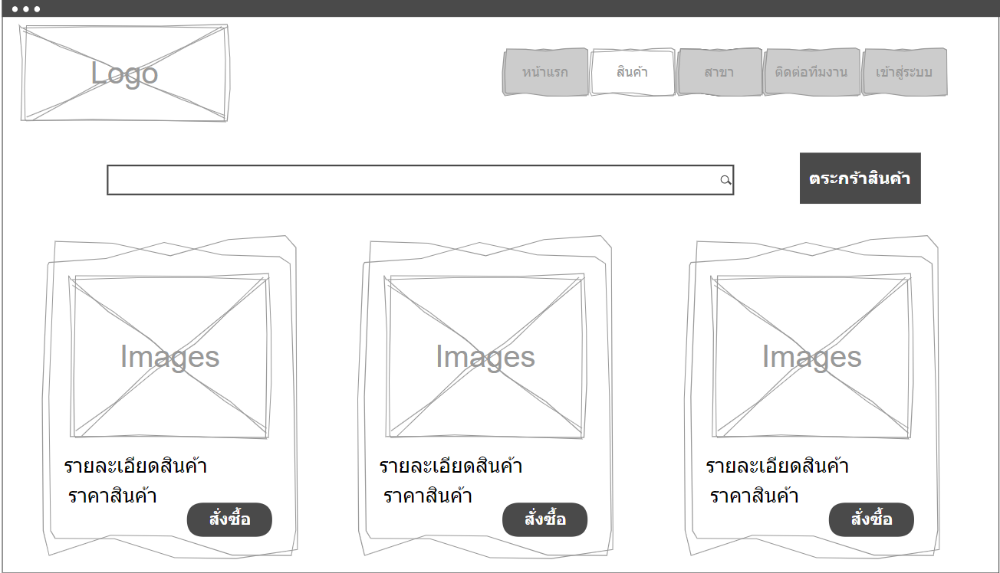 Logo
หน้าแรก สินค้า สาขา ติดต่อทีมงาน เข้าสู่ระบบ
ตระกร้าสินค้า
Images Images Images
รายละเอียดสินค้า รายละเอียดสินค้า รายละเอียดสินค้า
ราคาสินค้า ราคาสินค้า ราคาสินค้า
สั่งซื้อ สั่งซื้อ สั่งซื้อ